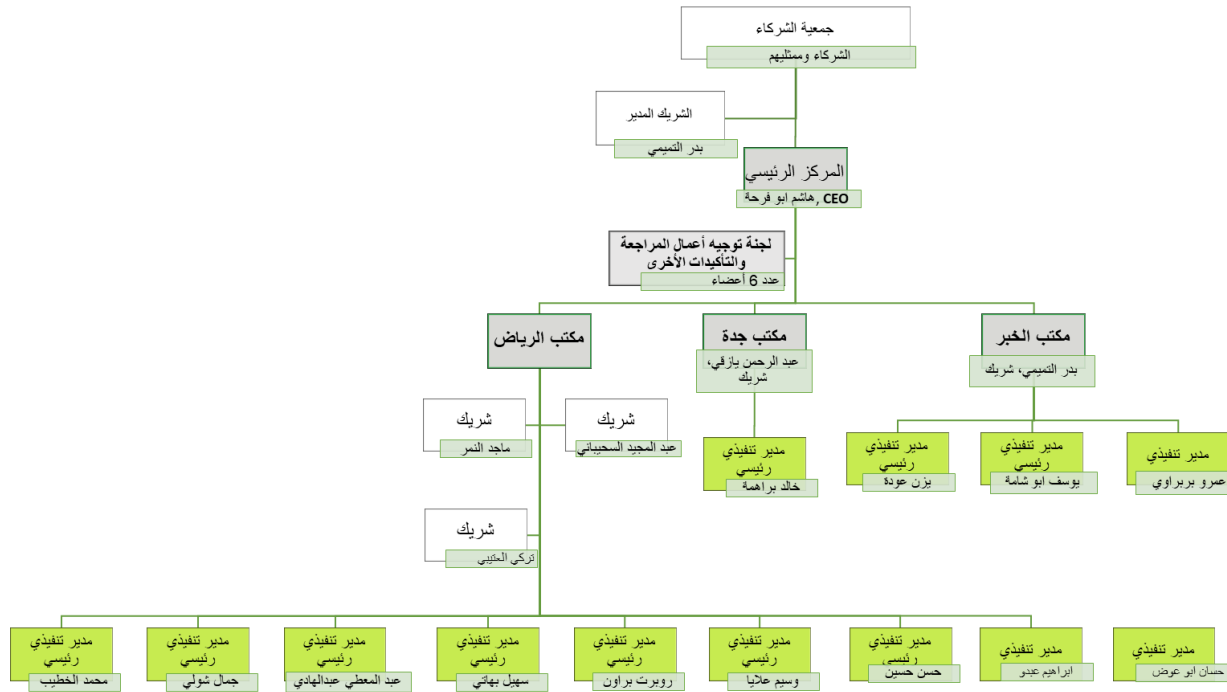 جمعية الشركاء
الشركاء وممثليهم
الشريك المدير
بدر التميمي
المركز الرئيسي
هاشم ابو فرحة, CEO
لجنة توجيه أعمال المراجعة
والتأكيدات الأخرى
عدد 6 أعضاء
مكتب الخبر
بدر التميمي، شريك
مكتب جدة
عبد الرحمن يازقي،
شريك
مكتب الرياض
شريك
عبد المجيد السحيباني
شريك
ماجد النمر
مدير تنفيذي
عمرو بربراوي
مدير تنفيذي
رئيسي
يوسف ابو شامة
مدير تنفيذي
رئيسي
يزن عودة
مدير تنفيذي
رئيسي
خالد براهمة
شريك
تركي العتيبي
مدير تنفيذي
حسان ابو عوض
مدير تنفيذي
ابراهيم عبدو
مدير تنفيذي
رئيسي
حسن حسين
مدير تنفيذي
رئيسي
وسيم علايا
مدير تنفيذي
رئيسي
روبرت براون
مدير تنفيذي
رئيسي
سهيل بهاتي
مدير تنفيذي
رئيسي
عبد المعطي عبدالهادي
مدير تنفيذي
رئيسي
جمال شولي
مدير تنفيذي
رئيسي
محمد الخطيب